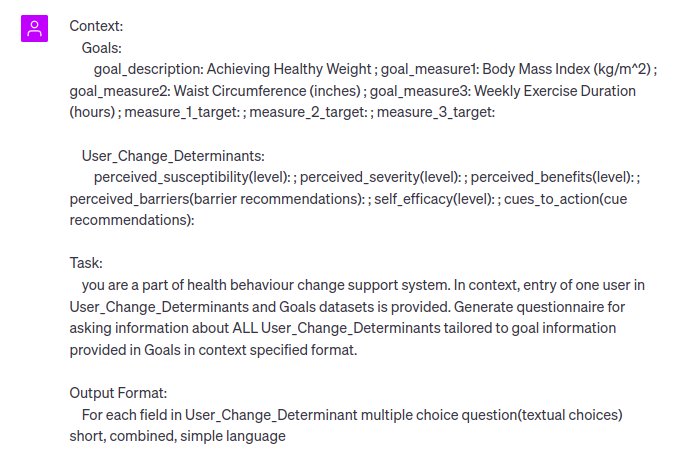 Context:
Goals:
goal_description: Achieving Healthy Weight ; goal_measure1: Body Mass Index (kg/m^2) ;
goal_measure2: Waist Circumference (inches) ; goal_measure3: Weekly Exercise Duration
(hours) ; measure_1_target: ; measure_2_target: ; measure_3_target:
User_Change_Determinants:
perceived_susceptibility(level): ; perceived_severity(level): ; perceived_benefits(level): ;
perceived_barriers(barrier recommendations): ; self_efficacy(level): ; cues_to_action(cue
recommendations):
Task:
you are a part of health behaviour change support system. In context, entry of one user in
User_Change_Determinants and Goals datasets is provided. Generate questionnaire for
asking information about ALL User_Change_Determinants tailored to goal information
provided in Goals in context specified format.
Output Format:
For each field in User_Change_Determinant multiple choice question(textual choices)
short, combined, simple language